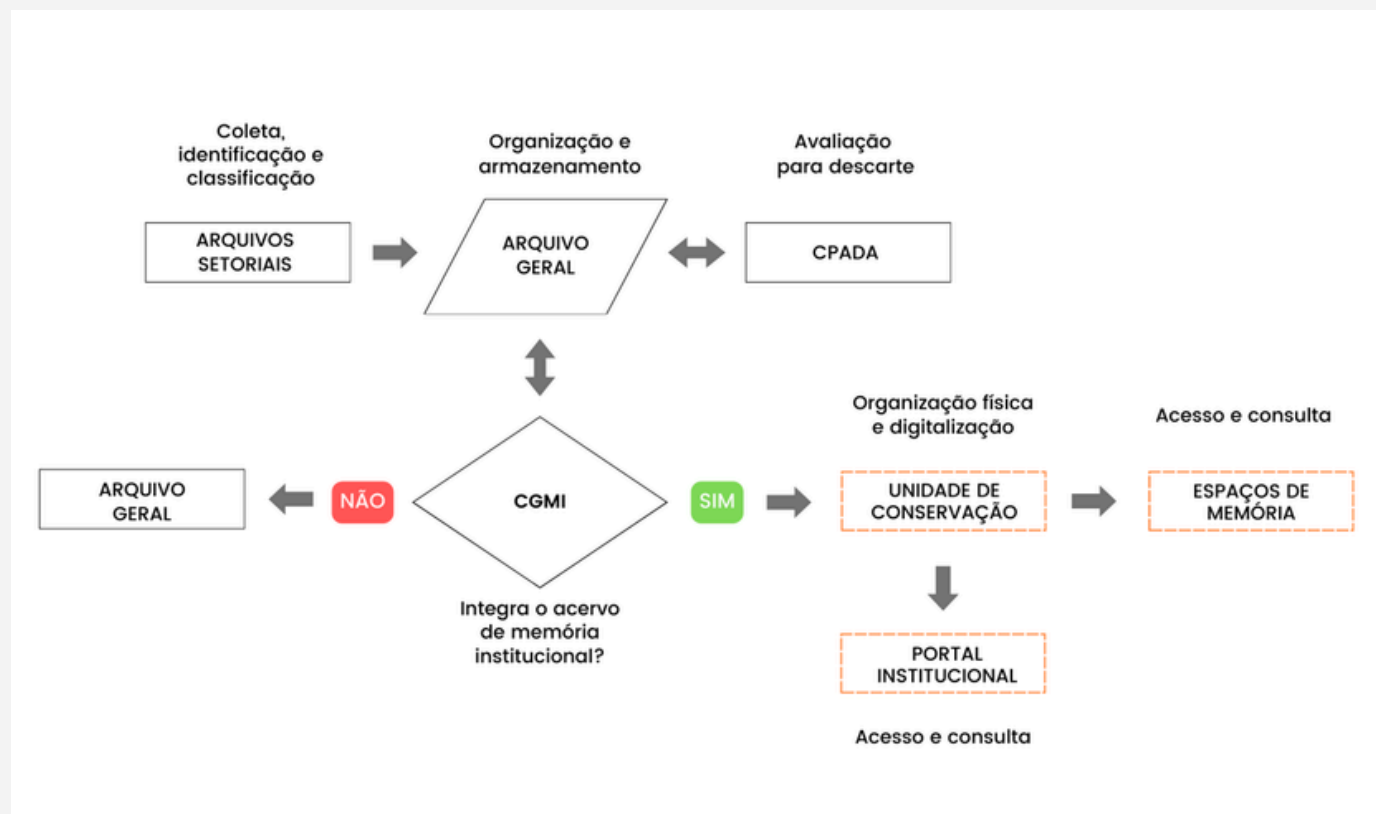 Coleta,
identificação e
classificação
ARQUIVOS
SETORIAIS
Organização e
armazenamento
ARQUIVO
GERAL
Avaliação
para descarte
CPADA
ARQUIVO
GERAL
NÃO
CGMI
Integra o acervo
de memória
institucional?
SIM
Organização física
e digitalização
UNIDADE DE
CONSERVAÇÃO
Acesso e consulta
ESPAÇOS DE
MEMÓRIA
PORTAL
INSTITUCIONAL
Acesso e consulta